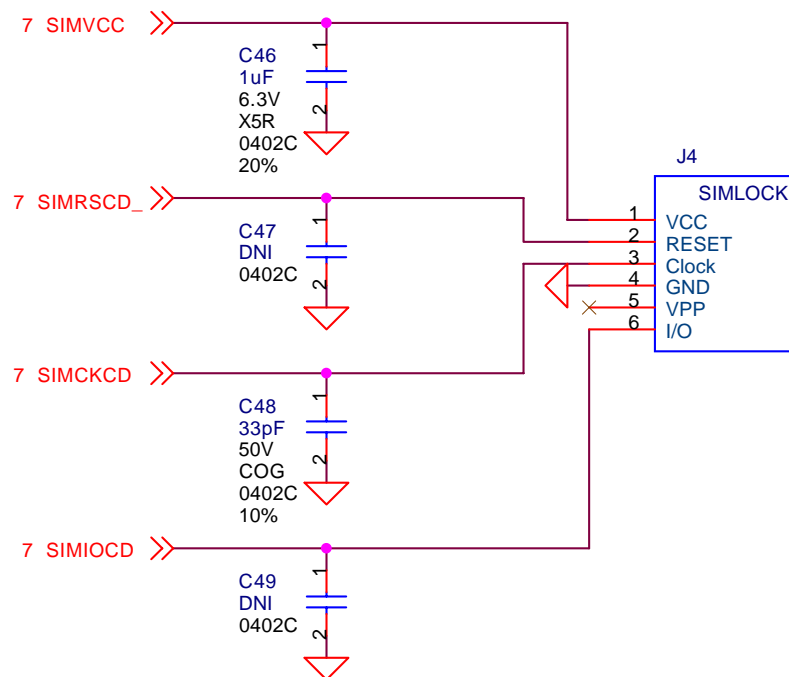 7 SIMVCC
1
C46
1uF
6.3V
X5R
0402C
20%
2
J4
SIMLOCK
7 SIMRSCD_
1
C47
DNI
0402C
2
1 VCC
2 RESET
3 Clock
4 GND
5 VPP
6 I/O
7 SIMCKCD
1
C48
33pF
50V
COG
0402C
10%
2
7 SIMIOCD
1
C49
DNI
0402C
2